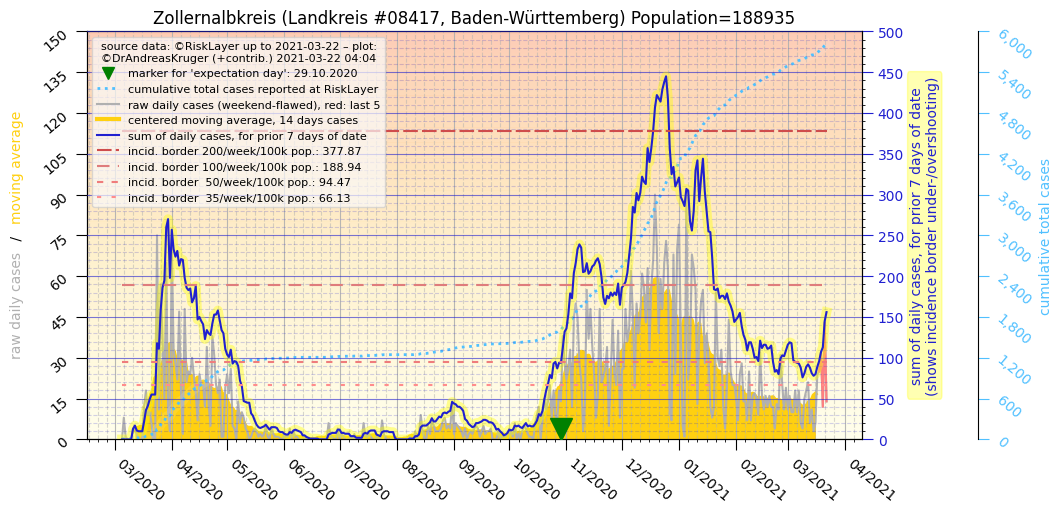 Zollernalbkreis (Landkreis #08417, Baden-Württemberg) Population=188935
source data: ©RiskLayer up to 2021-03-22 – plot:
©DrAndreasKruger (+contrib.) 2021-03-22 04:04
marker for 'expectation day': 29.10.2020
cumulative total cases reported at RiskLayer
raw daily cases (weekend-flawed), red: last 5
centered moving average, 14 days cases
sum of daily cases, for prior 7 days of date
incid. border 200/week/100k pop.: 377.87
incid. border 100/week/100k pop.: 188.94
incid. border  50/week/100k pop.: 94.47
incid. border  35/week/100k pop.: 66.13
raw daily cases / moving average
150
135
120
105
90
75
60
45
30
15
0
03/2020
04/2020
05/2020
06/2020
07/2020
08/2020
09/2020
10/2020
11/2020
12/2020
01/2021
02/2021
03/2021
04/2021
500
450
400
350
300
250
200
150
100
50
0
sum of daily cases, for prior 7 days of date
(shows incidence border under-/overshooting)
6,000
5,400
4,800
4,200
3,600
3,000
2,400
1,800
1,200
600
0
cumulative total cases